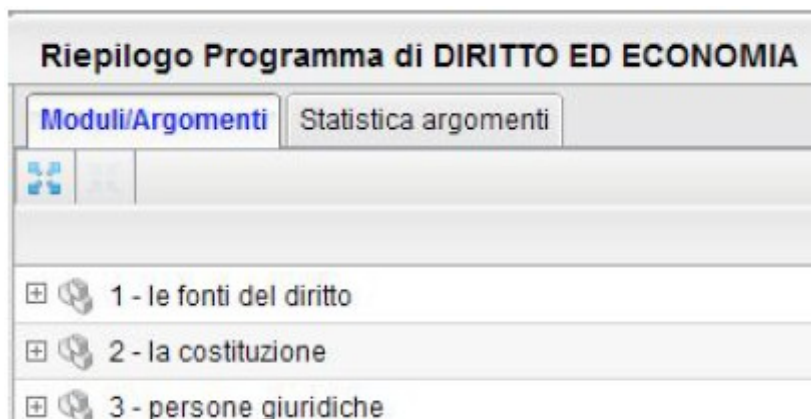 Riepilogo Programma di DIRITTO ED ECONOMIA
Moduli/Argomenti Statistica argomenti
1 - le fonti del diritto
2 - la costituzione
3 - persone giuridiche